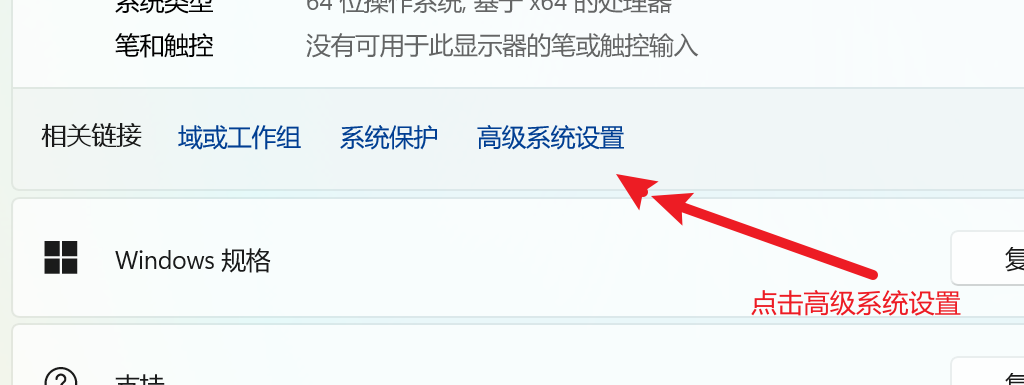 系统类型 64 位操作系统, 基于 x64 的处理器
笔和触控 没有可用于此显示器的笔或触控输入
相关链接 域或工作组 系统保护 高级系统设置
Windows 规格 复
点击高级系统设置
支持 复